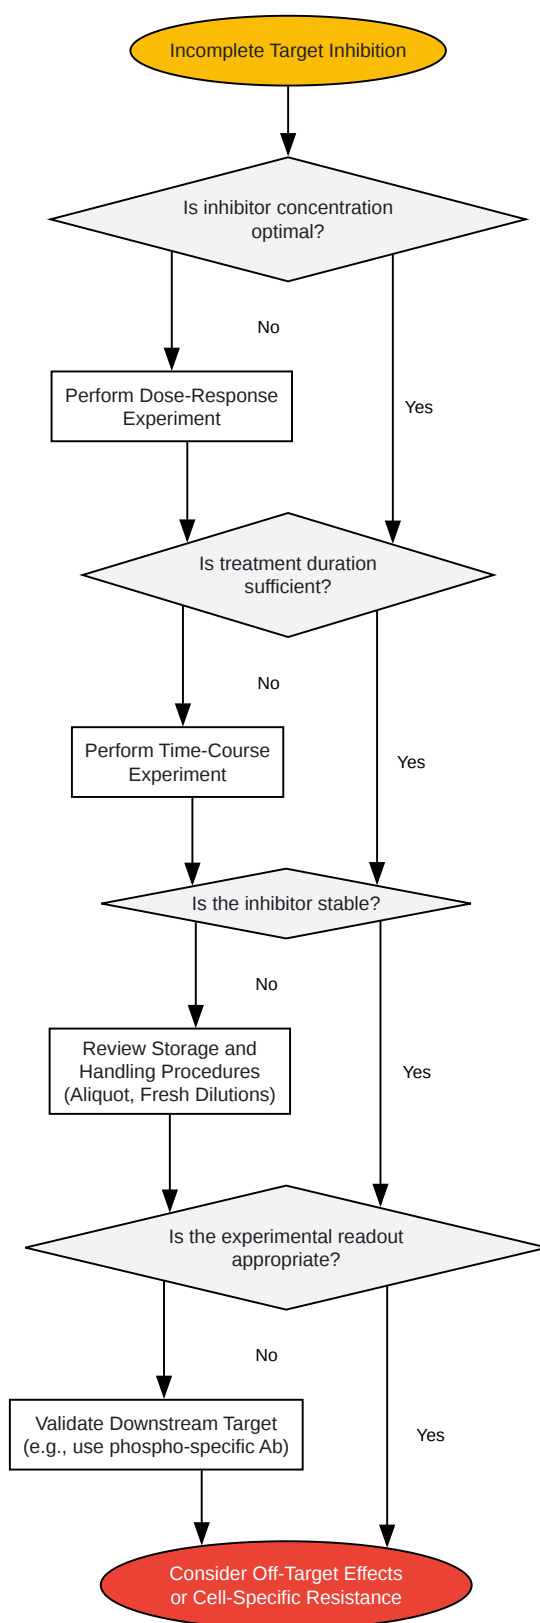 Incomplete Target Inhibition
Is inhibitor concentration
optimal?
No
Perform Dose-Response
Experiment
Yes
Is treatment duration
sufficient?
No
Perform Time-Course
Experiment
Yes
Is the inhibitor stable?
No
Review Storage and
Handling Procedures
(Aliquot, Fresh Dilutions)
Yes
Is the experimental readout
appropriate?
No
Validate Downstream Target
(e.g., use phospho-specific Ab)
Yes
Consider Off-Target Effects
or Cell-Specific Resistance